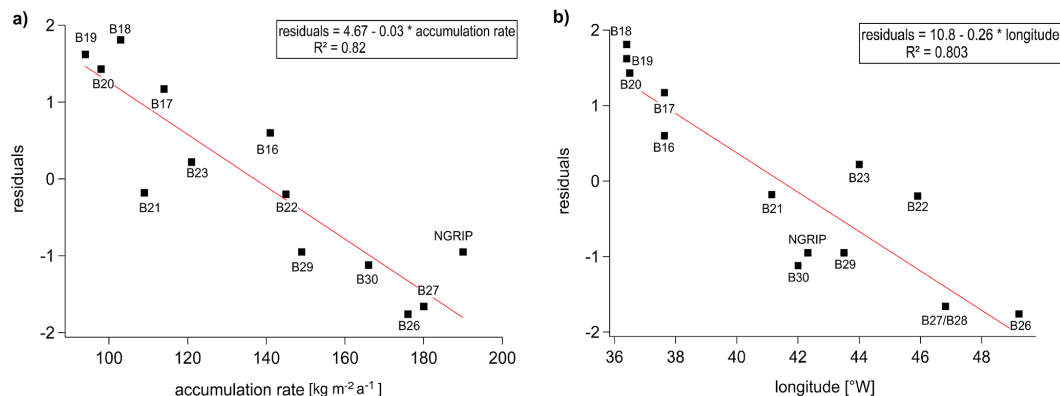 a)
residuals = 4.67 - 0.03 * accumulation rate
R² = 0.82
residuals
2
1
0
-1
-2
B19
B18
B20
B17
B16
B23
B21
B22
B29
B30
NGRIP
B27
B26
100
120
140
160
180
200
accumulation rate [kg m⁻² a⁻¹]
b)
residuals = 10.8 - 0.26 * longitude
R² = 0.803
residuals
2
1
0
-1
-2
B18
B19
B20
B17
B16
B23
B21
B22
NGRIP
B29
B30
B27/B28
B26
36
38
40
42
44
46
48
longitude [°W]